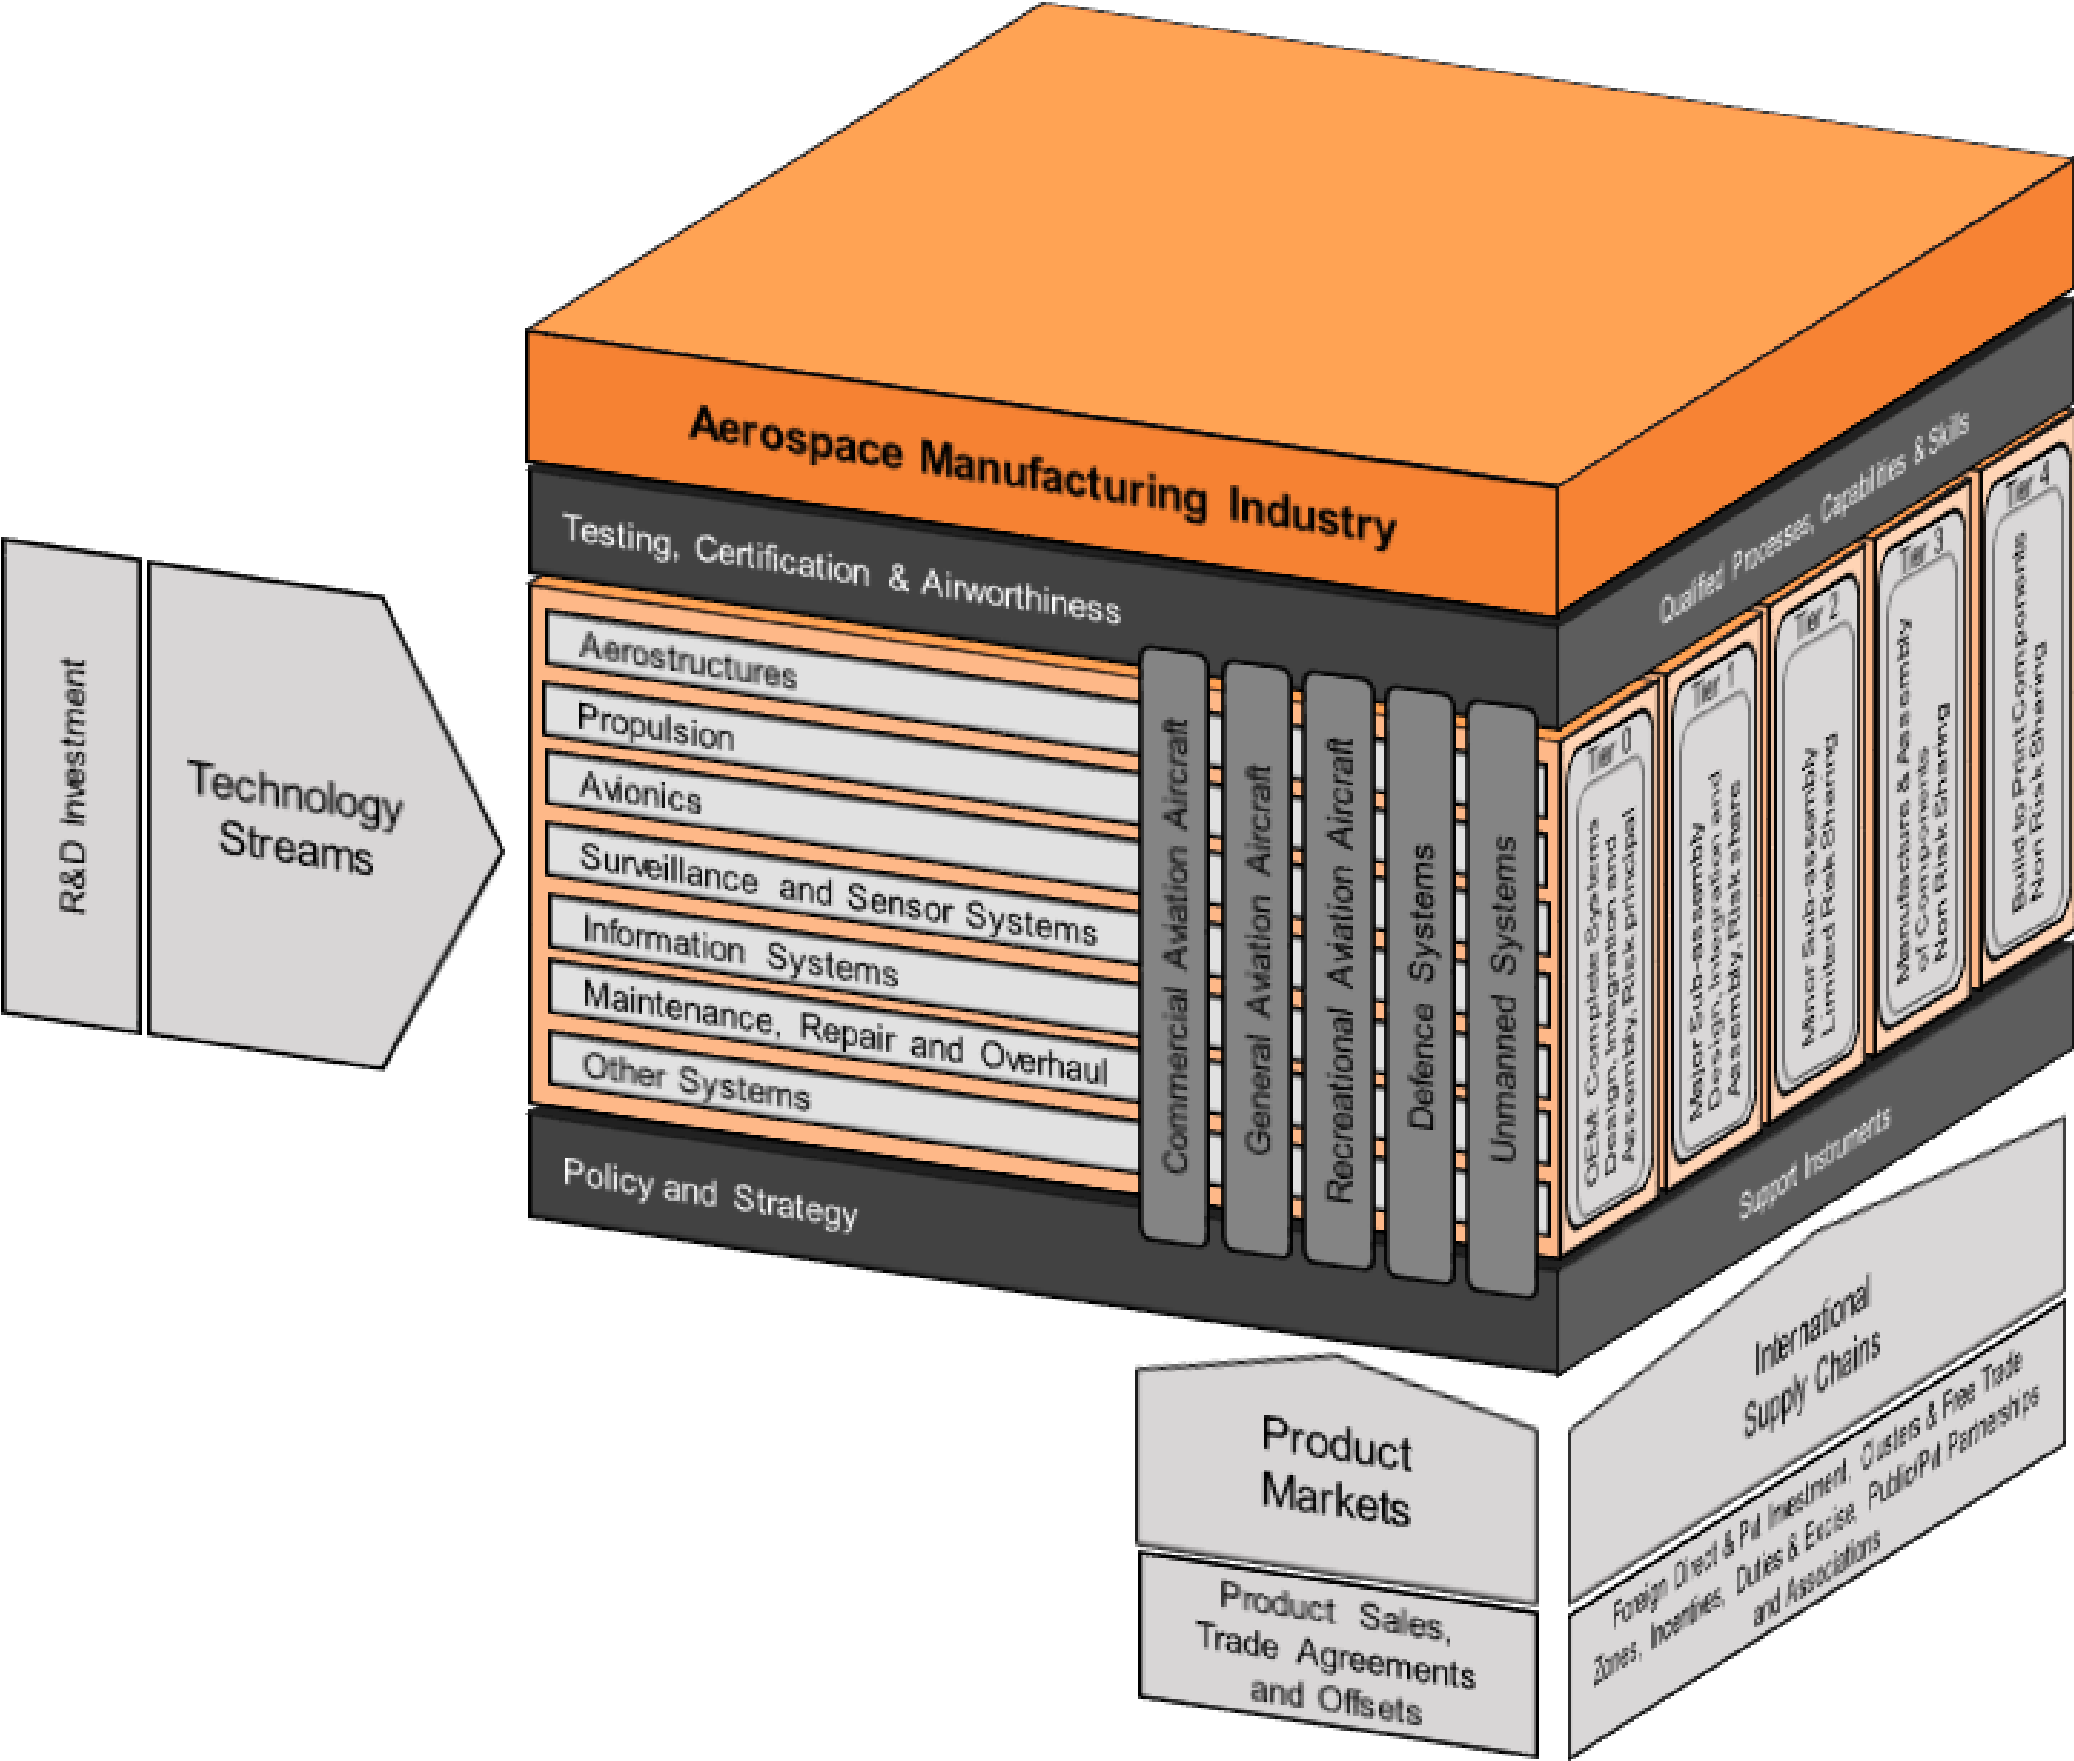 Aerospace Manufacturing Industry
Testing, Certification & Airworthiness
Qualified Processes, Capabilities & Skills
R&D Investment
Technology
Streams
Aerostructures
Propulsion
Avionics
Surveillance and Sensor Systems
Information Systems
Maintenance, Repair and Overhaul
Other Systems
Commercial Aviation Aircraft
General Aviation Aircraft
Recreational Aviation Aircraft
Defence Systems
Unmanned Systems
Tier 0
OEM: Complete Systems
Design, Integration and
Assembly, Risk principal
Tier 1
Major Sub-assembly
Design, Integration and
Assembly, Risk share
Tier 2
Minor Sub-assembly
Limited Risk Sharing
Tier 3
Manufacture & Assembly
of Components
Non Risk Sharing
Tier 4
Build to Print Components
Non Risk Sharing
Policy and Strategy
Support Instruments
Product
Markets
Product Sales,
Trade Agreements
and Offsets
International
Supply Chains
Foreign Direct & Pvt Investment, Clusters & Free Trade
Zones, Incentives, Duties & Excise, Public/Pvt Partnerships
and Associations